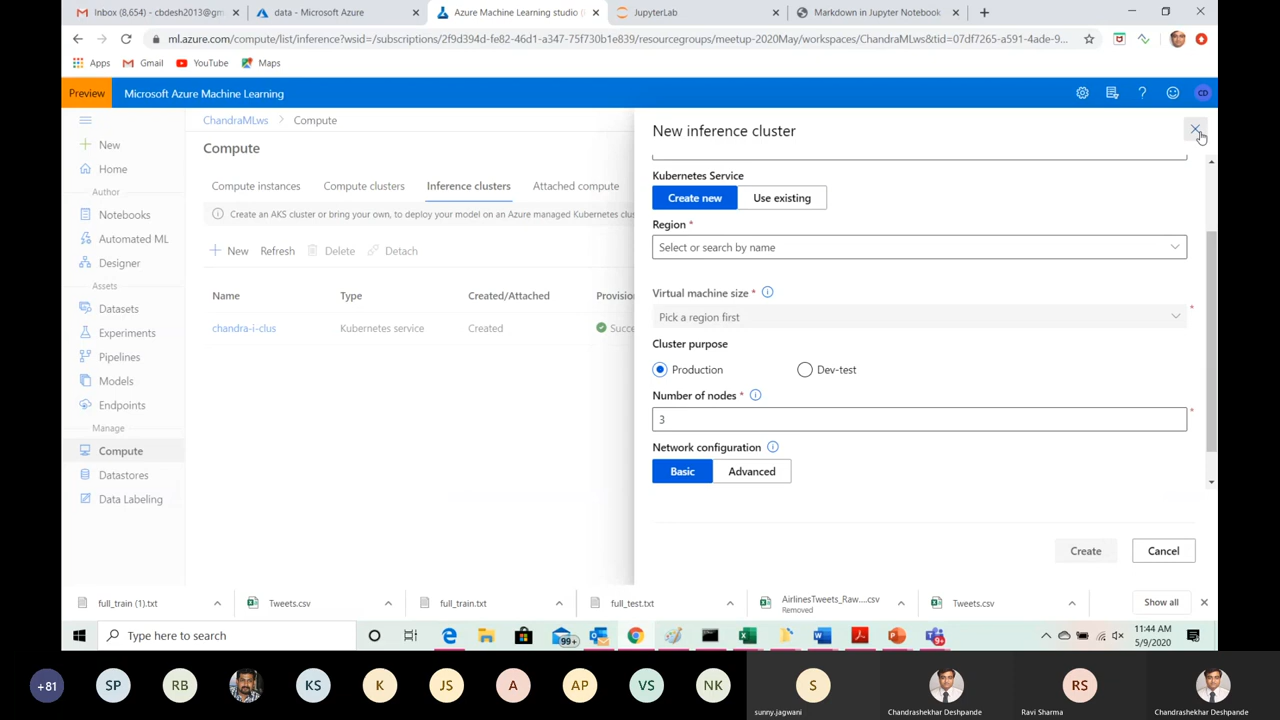 Inbox (8,654) - cbdesh2013@gm
data - Microsoft Azure
Azure Machine Learning studio (
JupyterLab
Markdown in Jupyter Notebook
ml.azure.com/compute/list/inference?wsid=/subscriptions/2f9d394d-fe82-46d1-a347-75f730b1e839/resourcegroups/meetup-2020May/workspaces/ChandraMLws&tid=07df7265-a591-4ade-9...
Apps
Gmail
YouTube
Maps
Preview
Microsoft Azure Machine Learning
CD
New
Home
Author
Notebooks
Automated ML
Designer
Assets
Datasets
Experiments
Pipelines
Models
Endpoints
Manage
Compute
Datastores
Data Labeling
ChandraMLws > Compute
Compute
Compute instances
Compute clusters
Inference clusters
Attached compute
Create an AKS cluster or bring your own, to deploy your model on an Azure managed Kubernetes clus
New
Refresh
Delete
Detach
Name
Type
Created/Attached
Provisio
chandra-i-clus
Kubernetes service
Created
Succe
New inference cluster
Kubernetes Service
Create new
Use existing
Region *
Select or search by name
Virtual machine size *
Pick a region first
*
Cluster purpose
Production
Dev-test
Number of nodes *
3
*
Network configuration
Basic
Advanced
Create
Cancel
full_train (1).txt
Tweets.csv
full_train.txt
full_test.txt
AirlinesTweets_Raw....csv
Removed
Tweets.csv
Show all
Type here to search
99+
9+
11:44 AM
5/9/2020
+81
SP
RB
KS
K
JS
A
AP
VS
NK
S
RS
sunny.jagwani
Chandrashekhar Deshpande
Ravi Sharma
Chandrashekhar Deshpande